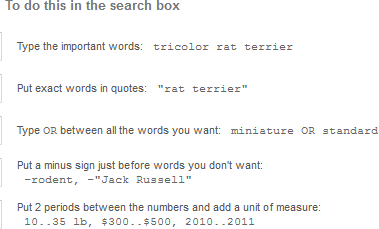 To do this in the search box
Type the important words: tricolor rat terrier
Put exact words in quotes: "rat terrier"
Type OR between all the words you want: miniature OR standard
Put a minus sign just before words you don't want:
-rodent, -"Jack Russell"
Put 2 periods between the numbers and add a unit of measure:
10..35 lb, $300..$500, 2010..2011